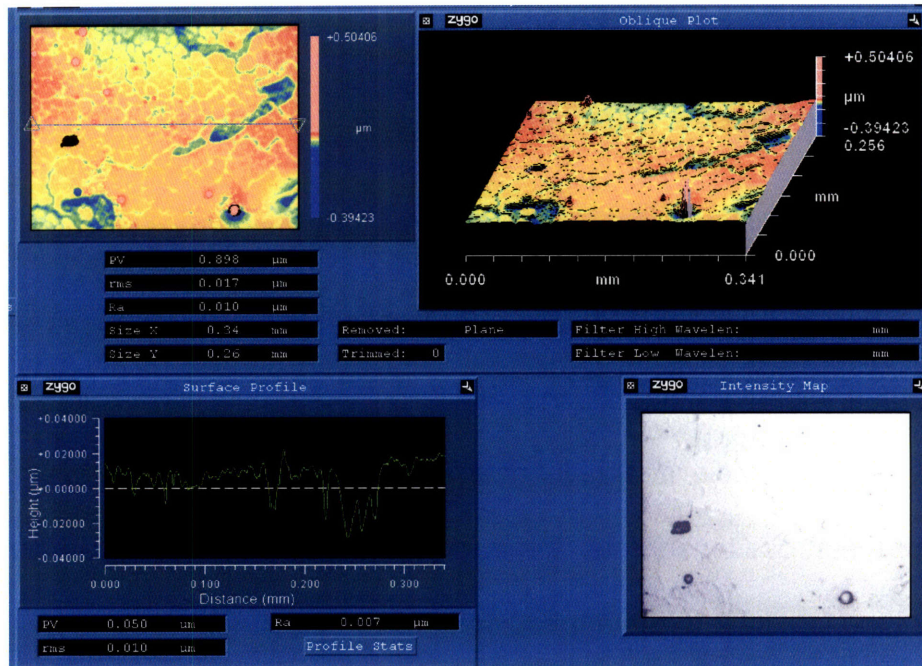 +0.50406
µm
-0.39423
zygo Oblique Plot
+0.50406
µm
-0.39423
0.256
mm
0.000
0.000 mm 0.341
PV 0.898 µm
rms 0.017 µm
Ra 0.010 µm
Size X 0.34 mm
Size Y 0.26 mm
Removed: Plane
Trimmed: 0
Filter High Wavelen: mm
Filter Low Wavelen: mm
zygo Surface Profile
+0.04000
+0.02000
+0.00000
-0.02000
-0.04000
Height (µm)
0.000 0.100 0.200 0.300
Distance (mm)
PV 0.050 µm
rms 0.010 µm
Ra 0.007 µm
Profile Stats
zygo Intensity Map